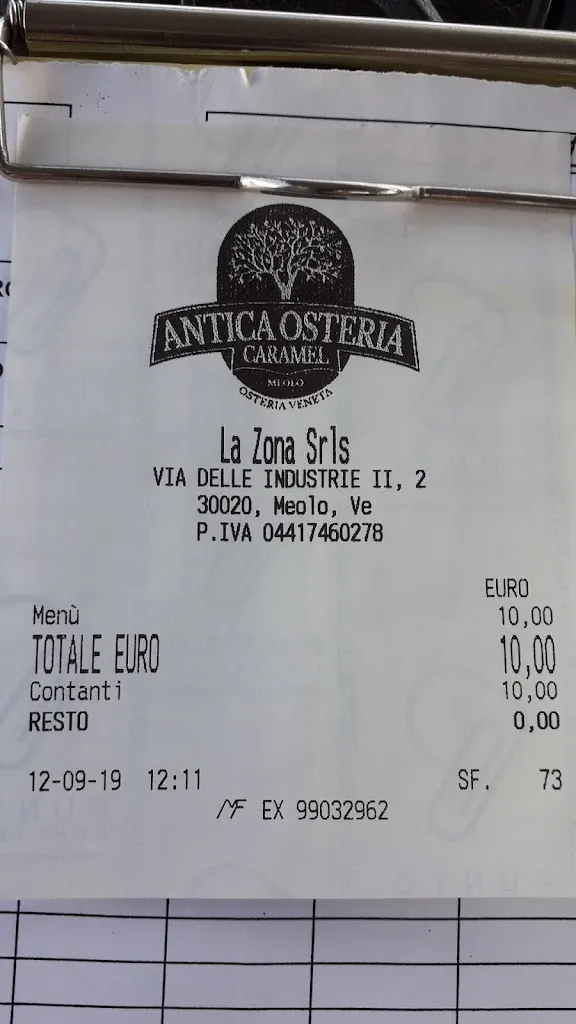 ANTICA OSTERIA
CARAMEL
MEOLO
OSTERIA VENETA
La Zona Srls
VIA DELLE INDUSTRIE II, 2
30020, Meolo, Ve
P.IVA 04417460278
EURO
Menù 10,00
TOTALE EURO 10,00
Contanti 10,00
RESTO 0,00
12-09-19 12:11 SF. 73
MF EX 99032962